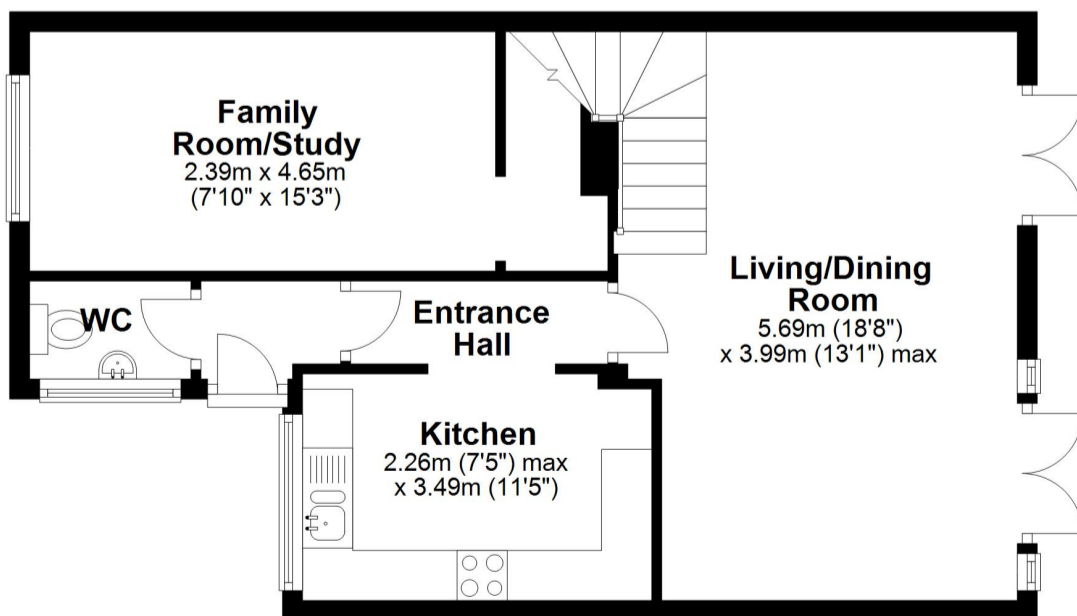 Family
Room/Study
2.39m x 4.65m
(7'10" x 15'3")
WC
Entrance
Hall
Living/Dining
Room
5.69m (18'8")
x 3.99m (13'1") max
Kitchen
2.26m (7'5") max
x 3.49m (11'5")